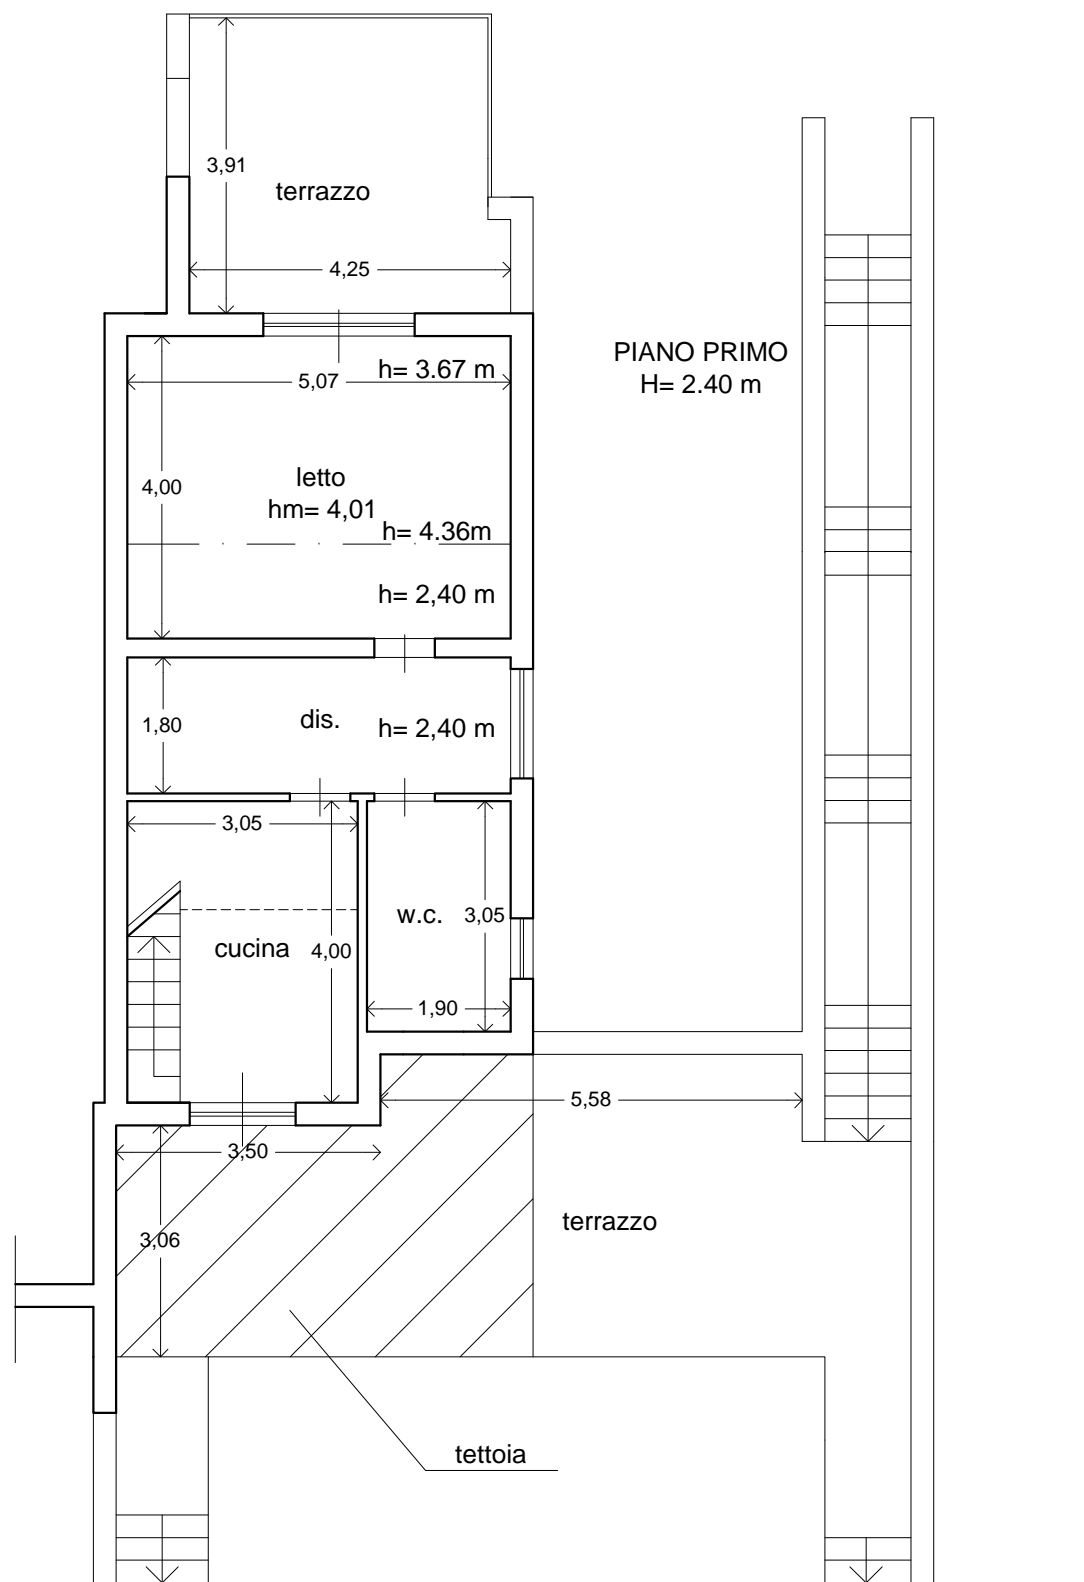 3,91
terrazzo
4,25
PIANO PRIMO
H= 2.40 m
h= 3.67 m
5,07
letto
4,00
hm= 4,01
h= 4.36m
h= 2,40 m
dis.
1,80
h= 2,40 m
3,05
w.c.
3,05
cucina
4,00
1,90
5,58
3,50
terrazzo
3,06
tettoia